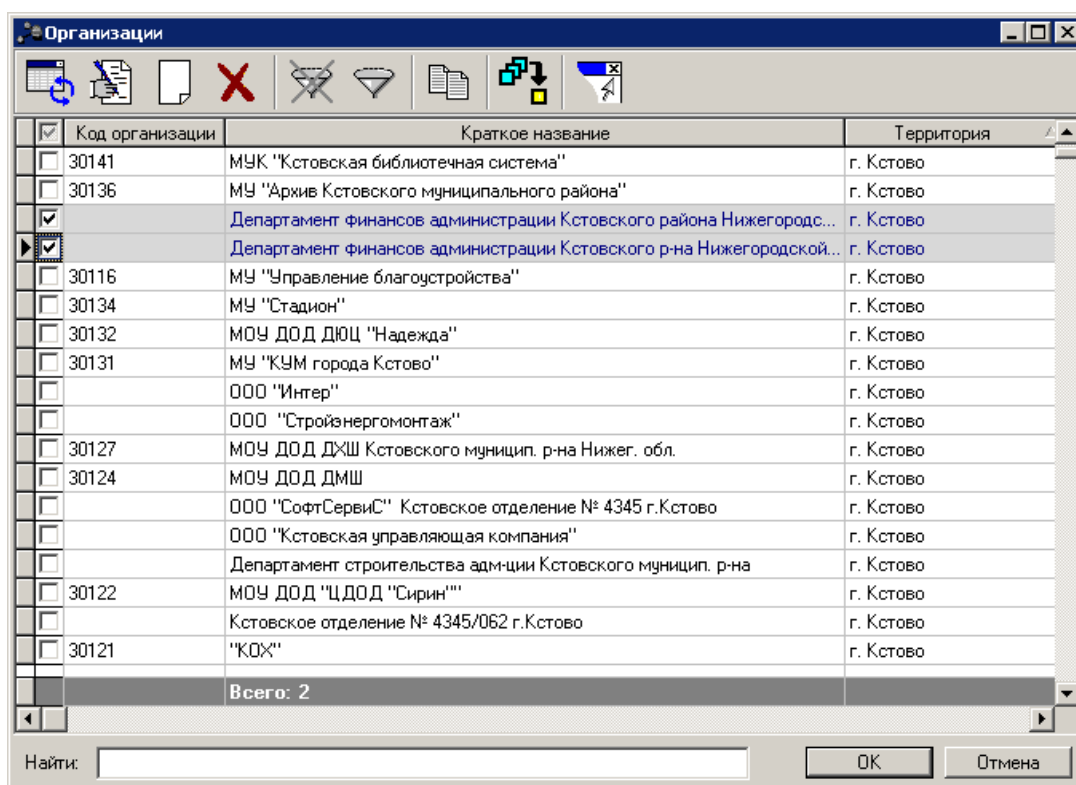 Организации
Код организации Краткое название Территория
30141 МУК "Кстовская библиотечная система" г. Кстово
30136 МУ "Архив Кстовского муниципального района" г. Кстово
Департамент финансов администрации Кстовского района Нижегородс... г. Кстово
Департамент финансов администрации Кстовского р-на Нижегородской... г. Кстово
30116 МУ "Управление благоустройства" г. Кстово
30134 МУ "Стадион" г. Кстово
30132 МОУ ДОД ДЮЦ "Надежда" г. Кстово
30131 МУ "КУМ города Кстово" г. Кстово
ООО "Интер" г. Кстово
ООО "Стройэнергомонтаж" г. Кстово
30127 МОУ ДОД ДХШ Кстовского муницип. р-на Нижег. обл. г. Кстово
30124 МОУ ДОД ДМШ г. Кстово
ООО "СофтСервиС" Кстовское отделение № 4345 г.Кстово г. Кстово
ООО "Кстовская управляющая компания" г. Кстово
Департамент строительства адм-ции Кстовского муницип. р-на г. Кстово
30122 МОУ ДОД "ЦДОД "Сирин"" г. Кстово
Кстовское отделение № 4345/062 г.Кстово г. Кстово
30121 "КОХ" г. Кстово
Всего: 2
Найти: OK Отмена